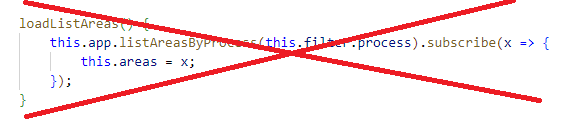 loadListAreas() {
this.app.listAreasByProcess(this.filter.process).subscribe(x => {
this.areas = x;
});
}